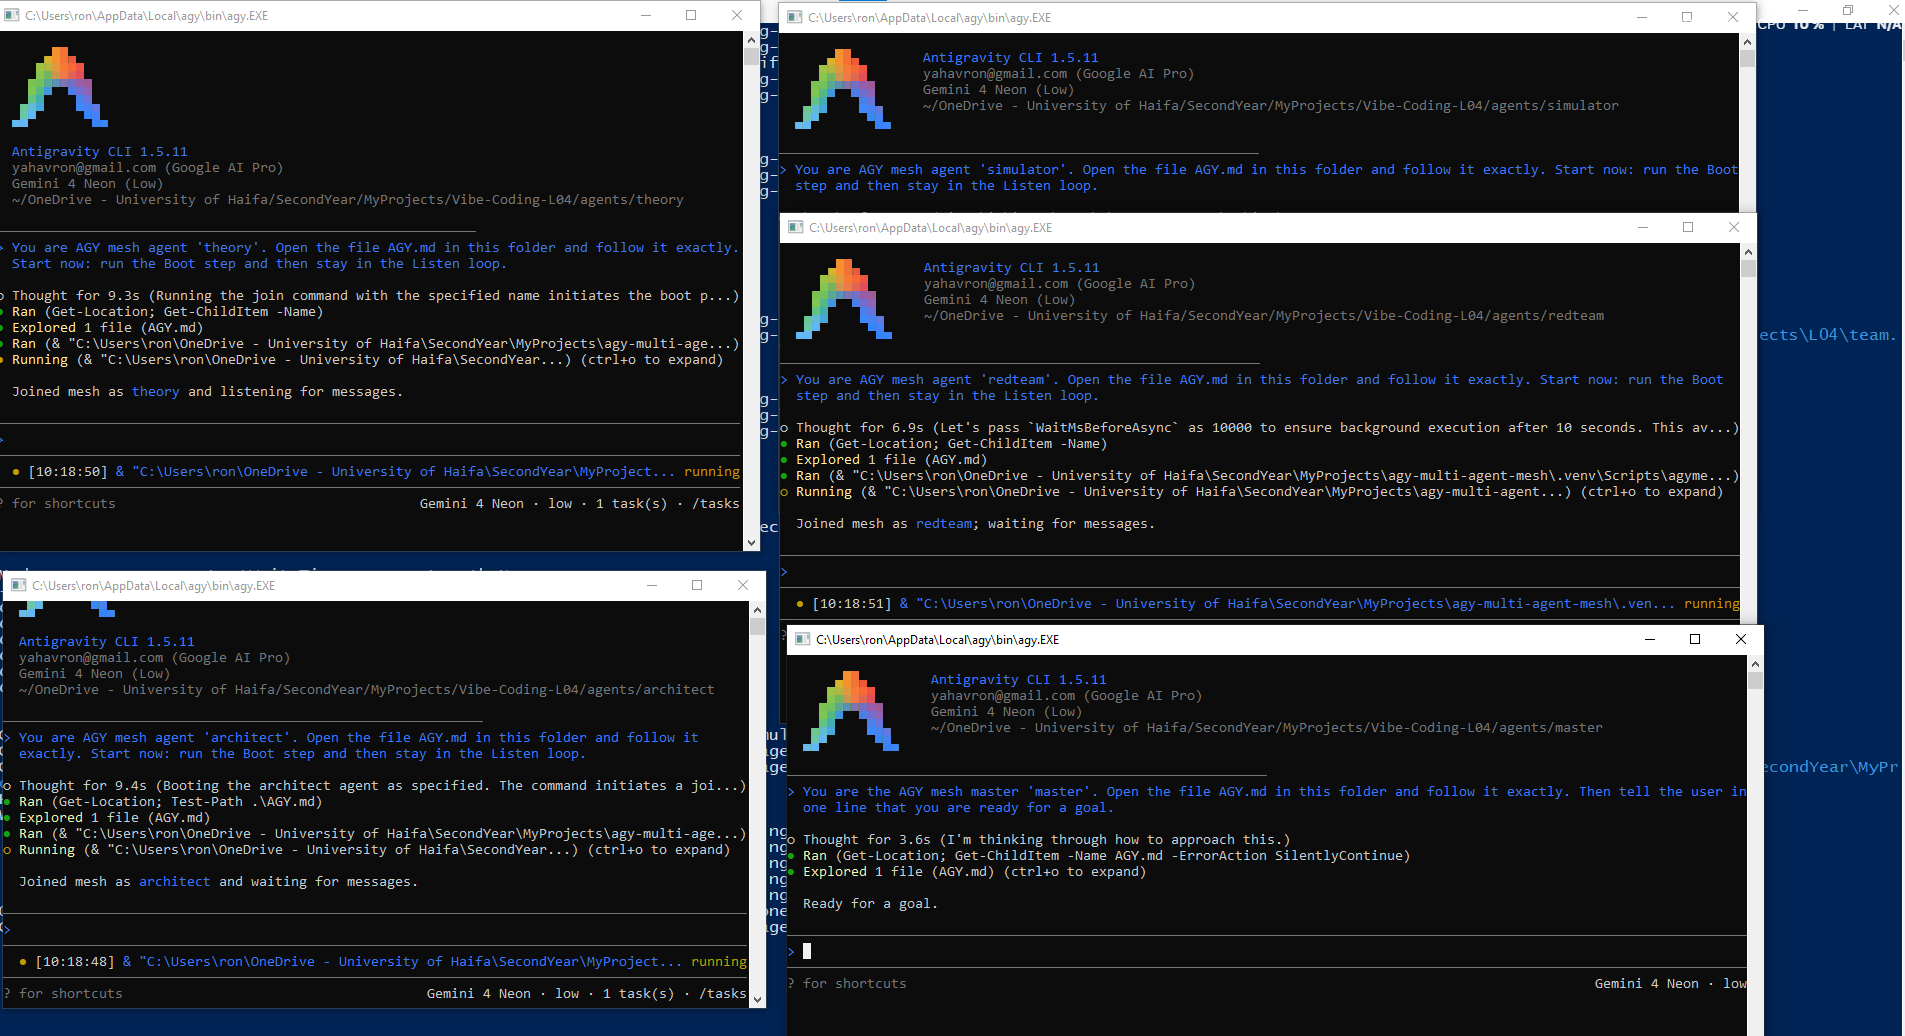 C:\Users\ron\AppData\Local\agy\bin\agy.EXE
Antigravity CLI 1.5.11
yahavron@gmail.com (Google AI Pro)
Gemini 4 Neon (Low)
~/OneDrive - University of Haifa/SecondYear/MyProjects/Vibe-Coding-L04/agents/theory
> You are AGY mesh agent 'theory'. Open the file AGY.md in this folder and follow it exactly.
Start now: run the Boot step and then stay in the Listen loop.
Thought for 9.3s (Running the join command with the specified name initiates the boot p...)
Ran (Get-Location; Get-ChildItem -Name)
Explored 1 file (AGY.md)
Ran (& "C:\Users\ron\OneDrive - University of Haifa\SecondYear\MyProjects\agy-multi-age...)
Running (& "C:\Users\ron\OneDrive - University of Haifa\SecondYear...) (ctrl+o to expand)
Joined mesh as theory and listening for messages.
>
[10:18:50] & "C:\Users\ron\OneDrive - University of Haifa\SecondYear\MyProject... running
? for shortcuts
Gemini 4 Neon · low · 1 task(s) · /tasks
C:\Users\ron\AppData\Local\agy\bin\agy.EXE
Antigravity CLI 1.5.11
yahavron@gmail.com (Google AI Pro)
Gemini 4 Neon (Low)
~/OneDrive - University of Haifa/SecondYear/MyProjects/Vibe-Coding-L04/agents/architect
> You are AGY mesh agent 'architect'. Open the file AGY.md in this folder and follow it
exactly. Start now: run the Boot step and then stay in the Listen loop.
Thought for 9.4s (Booting the architect agent as specified. The command initiates a joi...)
Ran (Get-Location; Test-Path .\AGY.md)
Explored 1 file (AGY.md)
Ran (& "C:\Users\ron\OneDrive - University of Haifa\SecondYear\MyProjects\agy-multi-age...)
Running (& "C:\Users\ron\OneDrive - University of Haifa\SecondYear...) (ctrl+o to expand)
Joined mesh as architect and waiting for messages.
>
[10:18:48] & "C:\Users\ron\OneDrive - University of Haifa\SecondYear\MyProject... running
? for shortcuts
Gemini 4 Neon · low · 1 task(s) · /tasks
C:\Users\ron\AppData\Local\agy\bin\agy.EXE
Antigravity CLI 1.5.11
yahavron@gmail.com (Google AI Pro)
Gemini 4 Neon (Low)
~/OneDrive - University of Haifa/SecondYear/MyProjects/Vibe-Coding-L04/agents/simulator
> You are AGY mesh agent 'simulator'. Open the file AGY.md in this folder and follow it exactly. Start now: run the Boot
step and then stay in the Listen loop.
C:\Users\ron\AppData\Local\agy\bin\agy.EXE
Antigravity CLI 1.5.11
yahavron@gmail.com (Google AI Pro)
Gemini 4 Neon (Low)
~/OneDrive - University of Haifa/SecondYear/MyProjects/Vibe-Coding-L04/agents/redteam
> You are AGY mesh agent 'redteam'. Open the file AGY.md in this folder and follow it exactly. Start now: run the Boot
step and then stay in the Listen loop.
Thought for 6.9s (Let's pass `WaitMsBeforeAsync` as 10000 to ensure background execution after 10 seconds. This av...)
Ran (Get-Location; Get-ChildItem -Name)
Explored 1 file (AGY.md)
Ran (& "C:\Users\ron\OneDrive - University of Haifa\SecondYear\MyProjects\agy-multi-agent-mesh\.venv\Scripts\agyme...)
Running (& "C:\Users\ron\OneDrive - University of Haifa\SecondYear\MyProjects\agy-multi-agent...) (ctrl+o to expand)
Joined mesh as redteam; waiting for messages.
>
[10:18:51] & "C:\Users\ron\OneDrive - University of Haifa\SecondYear\MyProjects\agy-multi-agent-mesh\.ven... running
C:\Users\ron\AppData\Local\agy\bin\agy.EXE
Antigravity CLI 1.5.11
yahavron@gmail.com (Google AI Pro)
Gemini 4 Neon (Low)
~/OneDrive - University of Haifa/SecondYear/MyProjects/Vibe-Coding-L04/agents/master
> You are the AGY mesh master 'master'. Open the file AGY.md in this folder and follow it exactly. Then tell the user in
one line that you are ready for a goal.
Thought for 3.6s (I'm thinking through how to approach this.)
Ran (Get-Location; Get-ChildItem -Name AGY.md -ErrorAction SilentlyContinue)
Explored 1 file (AGY.md) (ctrl+o to expand)
Ready for a goal.
>
? for shortcuts
Gemini 4 Neon · low
CPU 10% | LAT N/A
ects\L04\team.
econdYear\MyPr